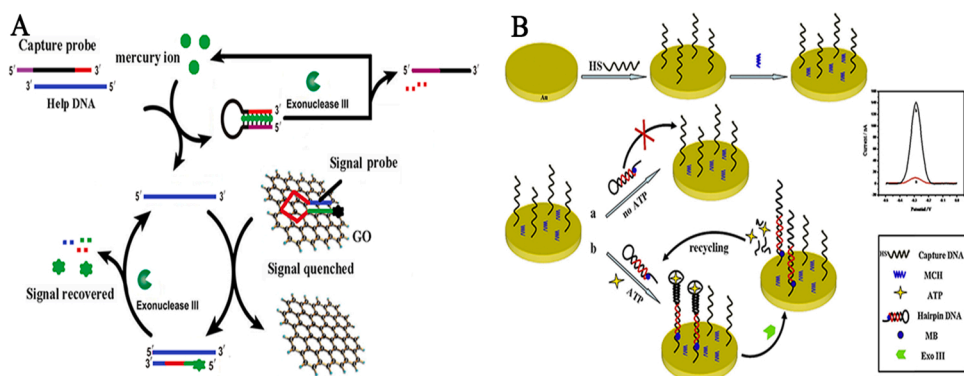 A
Capture probe
5' 3'
3' 5'
Help DNA
mercury ion
Exonuclease III
3'
5'
5' 3'
Signal probe
5' 3'
GO
Signal quenched
Signal recovered
Exonuclease III
5' 3'
3' 5'
B
Au
HS
a
no ATP
b
ATP
recycling
Current / nA
Potential / V
HS Capture DNA
MCH
ATP
Hairpin DNA
MB
Exo III